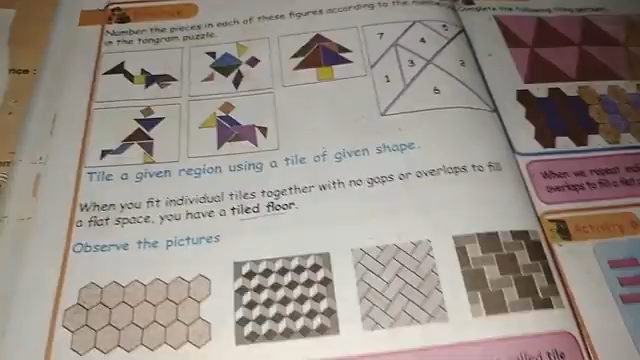 Number the pieces in each of these figures according to the
in the tangram puzzle.
7
4
5
3
2
1
6
Tile a given region using a tile of given shape.
When you fit individual tiles together with no gaps or overlaps to fill
a flat space, you have a tiled floor.
Observe the pictures
When we repeat
overlaps to fill a
Activity